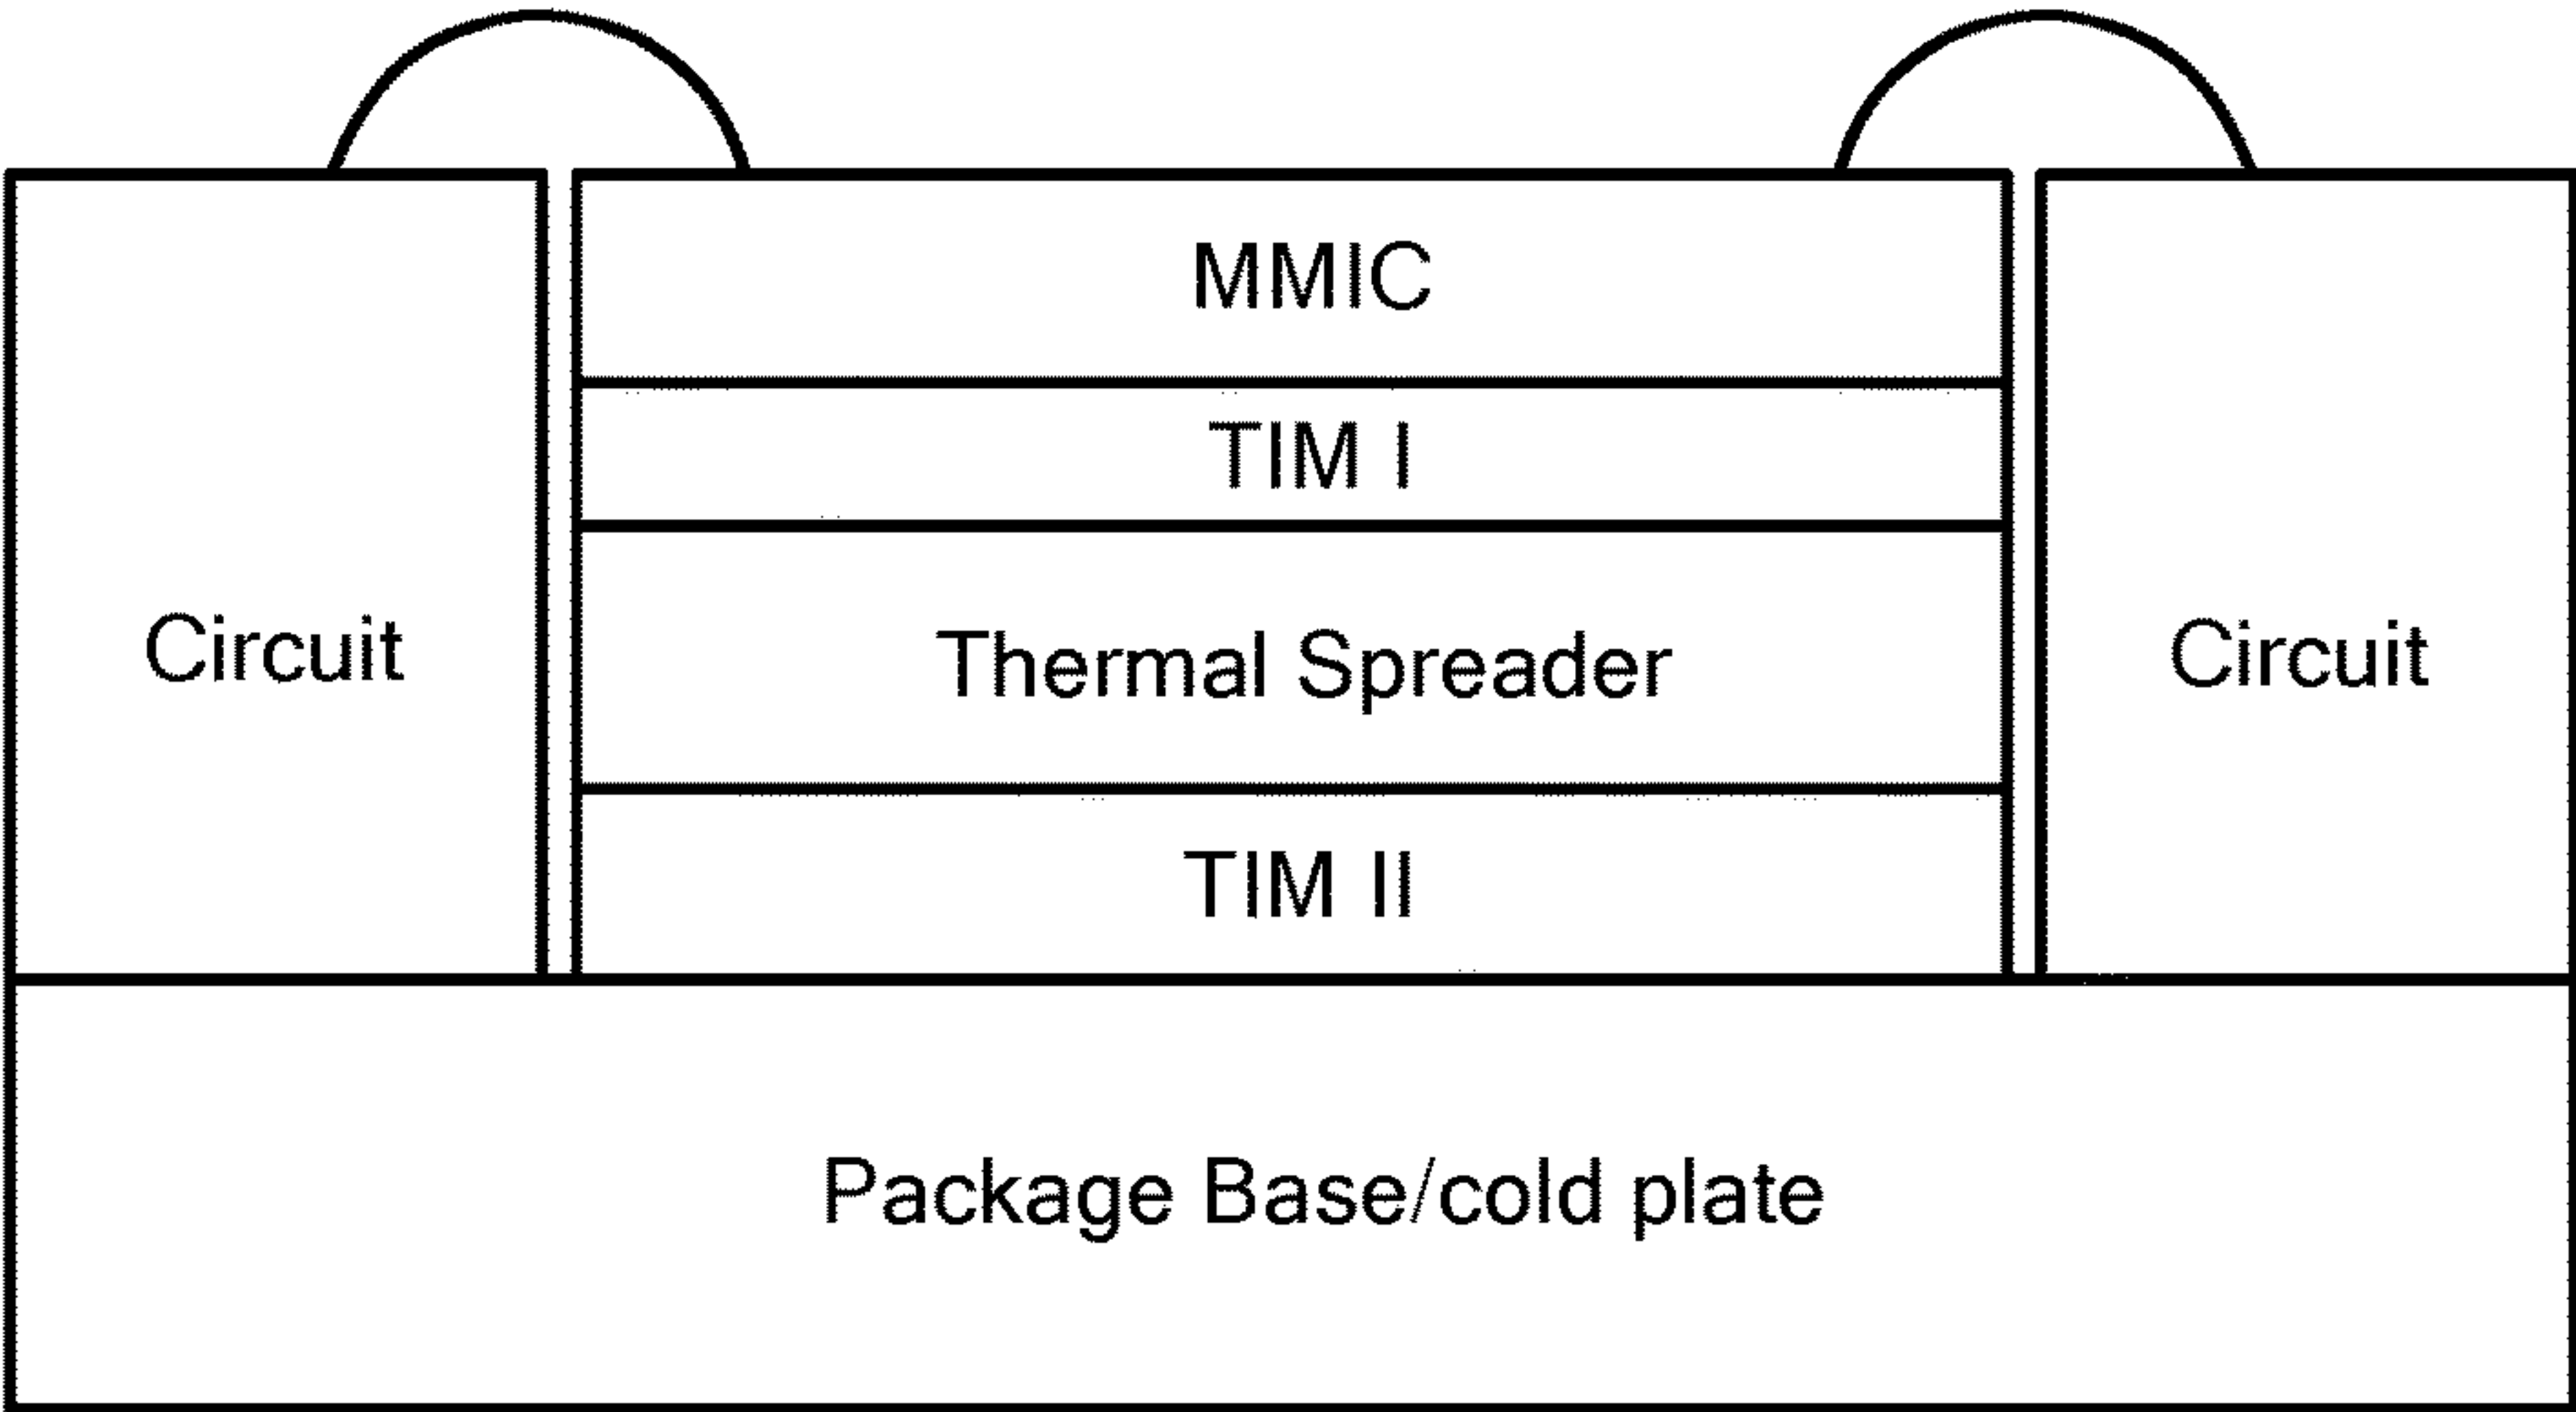 MMIC
TIM I
Circuit
Thermal Spreader
Circuit
TIM II
Package Base/cold plate